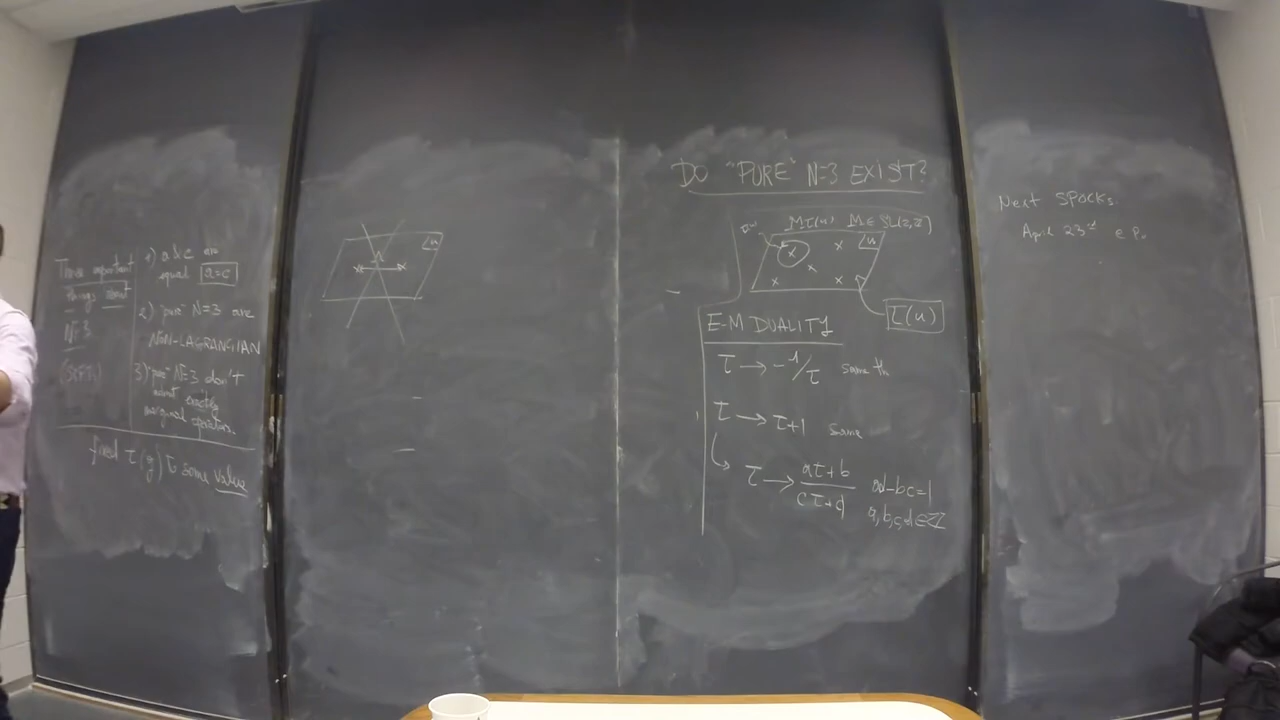 Three important
things about
N=3
(SCFTs)
1) a&c are
equal a=c
2) "pure" N=3 are
NON-LAGRANGIAN
3) "pure" N=3 don't
admit exactly
marginal operators.
fixed τ(g) to some value
u
DO "PURE" N=3 EXIST?
Mτ(u) M∈SL(2,Z)
u
τ(u)
E-M DUALITY
τ → -1/τ same th
τ → τ+1 same
τ → aτ+b / cτ+d ad-bc=1
a,b,c,d ∈ ℤ
Next SPOCKS
April 23rd